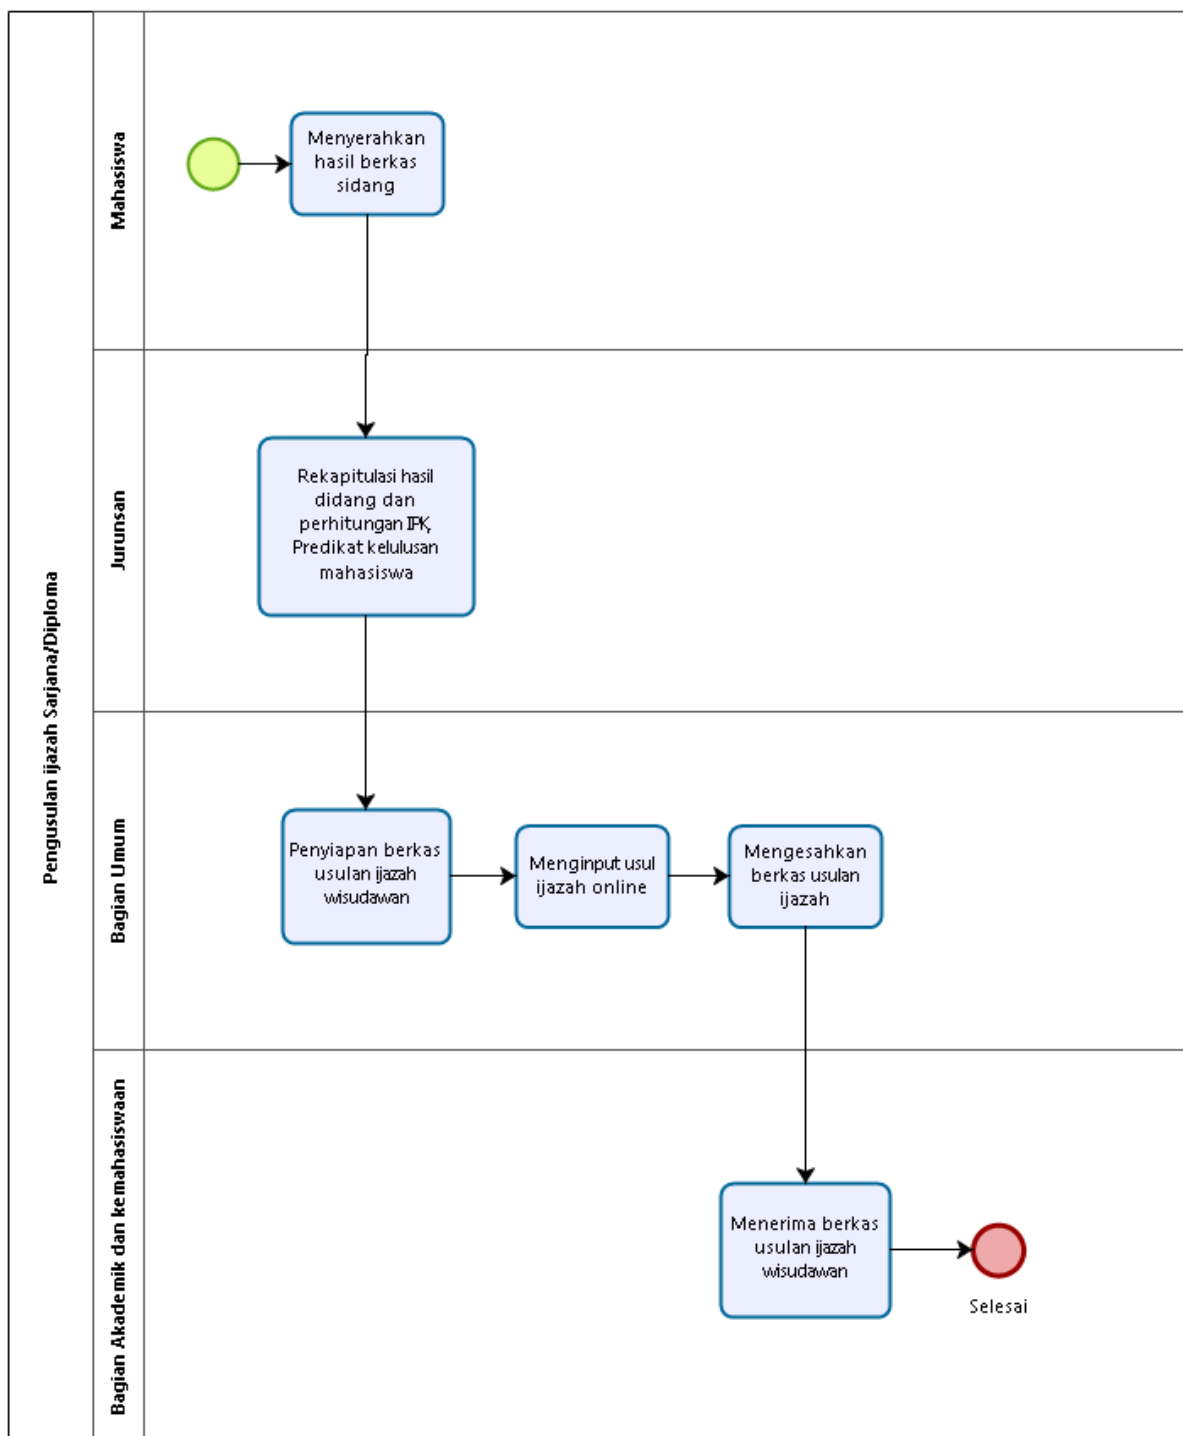 Pengusulan ijazah Sarjana/Diploma
Mahasiswa
Menyerahkan
hasil berkas
sidang
Jurunsan
Rekapitulasi hasil
didang dan
perhitungan IPK,
Predikat kelulusan
mahasiswa
Bagian Umum
Penyiapan berkas
usulan ijazah
wisudawan
Menginput usul
ijazah online
Mengesahkan
berkas usulan
ijazah
Bagian Akademik dan kemahasiswaan
Menerima berkas
usulan ijazah
wisudawan
Selesai